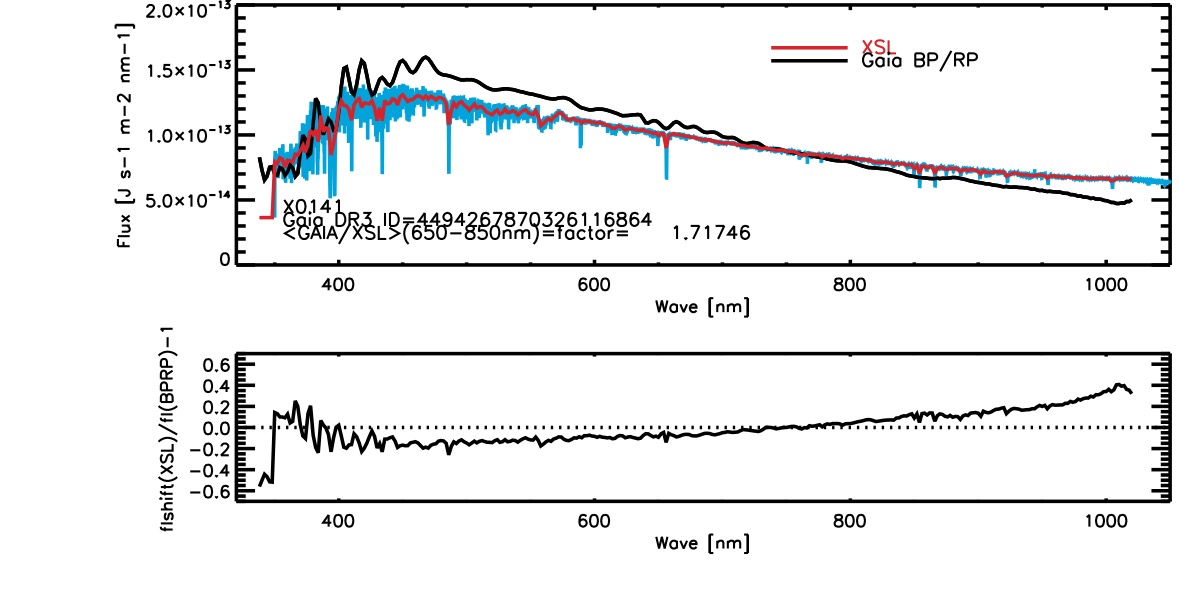 2.0×10−13
1.5×10−13
1.0×10−13
5.0×10−14
0
Flux [J s−1 m−2 nm−1]
XSL
Gaia BP/RP
X0141
Gaia DR3 ID=4494267870326116864
<GAIA/XSL>(650−850nm)=factor= 1.71746
400 600 800 1000
Wave [nm]
0.6
0.4
0.2
0.0
−0.2
−0.4
−0.6
flshift(XSL)/fl(BPRP)−1
400 600 800 1000
Wave [nm]